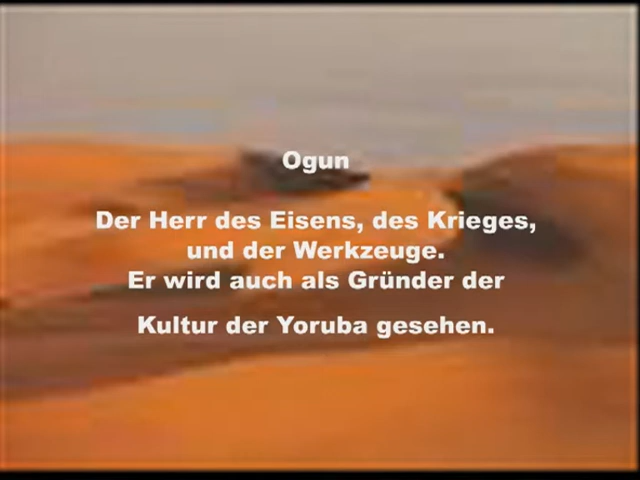 Ogun
Der Herr des Eisens, des Krieges,
und der Werkzeuge.
Er wird auch als Gründer der
Kultur der Yoruba gesehen.